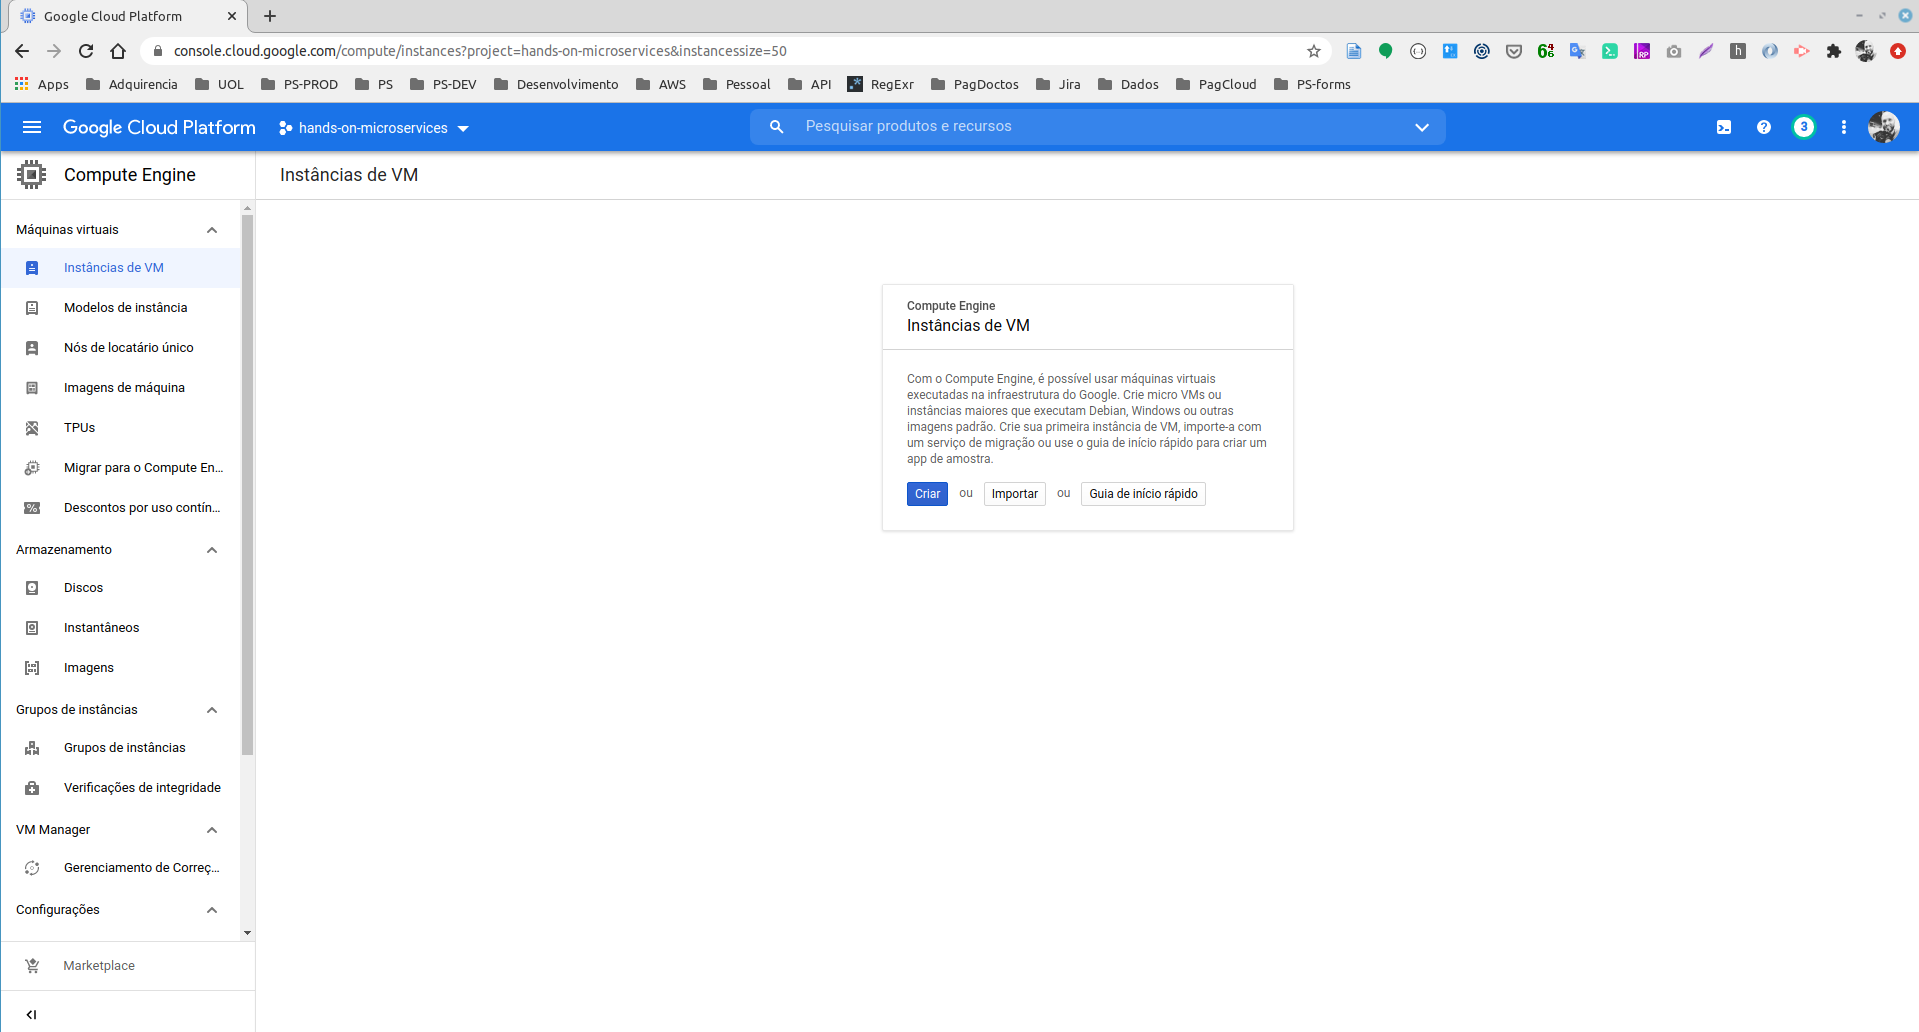 Google Cloud Platform
console.cloud.google.com/compute/instances?project=hands-on-microservices&instancessize=50
Apps Adquirencia UOL PS-PROD PS PS-DEV Desenvolvimento AWS Pessoal API RegExr PagDoctos Jira Dados PagCloud PS-forms
Google Cloud Platform hands-on-microservices Pesquisar produtos e recursos 3
Compute Engine
Instâncias de VM
Máquinas virtuais
Instâncias de VM
Modelos de instância
Nós de locatário único
Imagens de máquina
TPUs
Migrar para o Compute En...
Descontos por uso contín...
Armazenamento
Discos
Instantâneos
Imagens
Grupos de instâncias
Grupos de instâncias
Verificações de integridade
VM Manager
Gerenciamento de Correç...
Configurações
Marketplace
Compute Engine
Instâncias de VM
Com o Compute Engine, é possível usar máquinas virtuais
executadas na infraestrutura do Google. Crie micro VMs ou
instâncias maiores que executam Debian, Windows ou outras
imagens padrão. Crie sua primeira instância de VM, importe-a com
um serviço de migração ou use o guia de início rápido para criar um
app de amostra.
Criar ou Importar ou Guia de início rápido